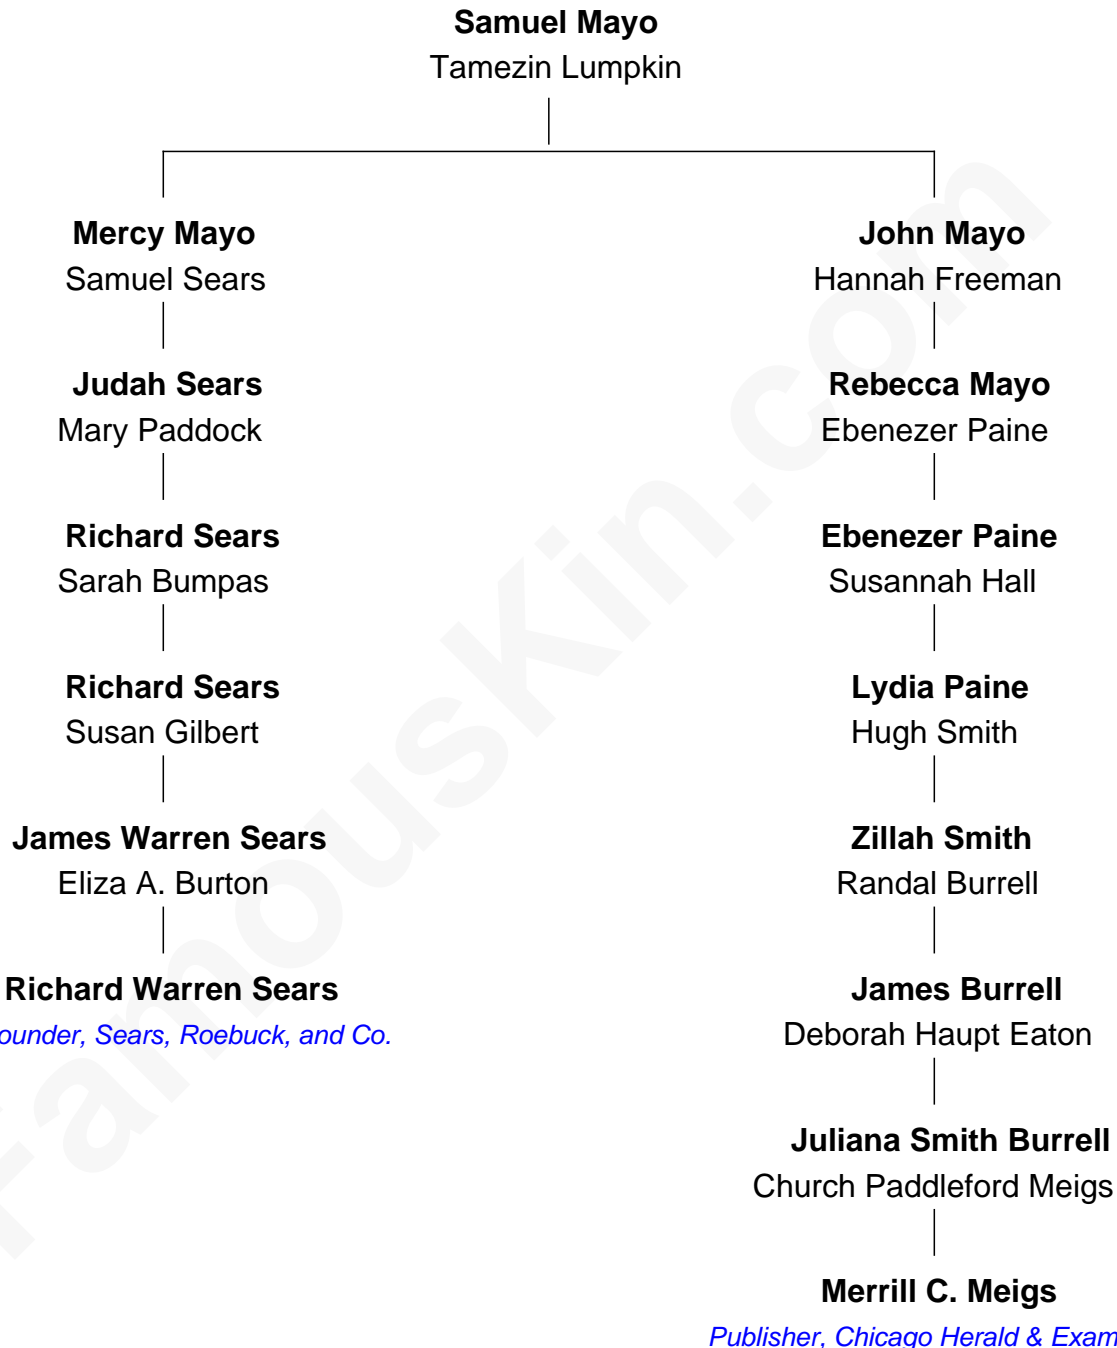 Samuel Mayo
Tamezin Lumpkin
Mercy Mayo
Samuel Sears
John Mayo
Hannah Freeman
Judah Sears
Mary Paddock
Rebecca Mayo
Ebenezer Paine
Richard Sears
Sarah Bumpas
Ebenezer Paine
Susannah Hall
Richard Sears
Susan Gilbert
Lydia Paine
Hugh Smith
James Warren Sears
Eliza A. Burton
Zillah Smith
Randal Burrell
Richard Warren Sears
ounder, Sears, Roebuck, and Co.
James Burrell
Deborah Haupt Eaton
Juliana Smith Burrell
Church Paddleford Meigs
Merrill C. Meigs
Publisher, Chicago Herald & Exam
FamousKin.com